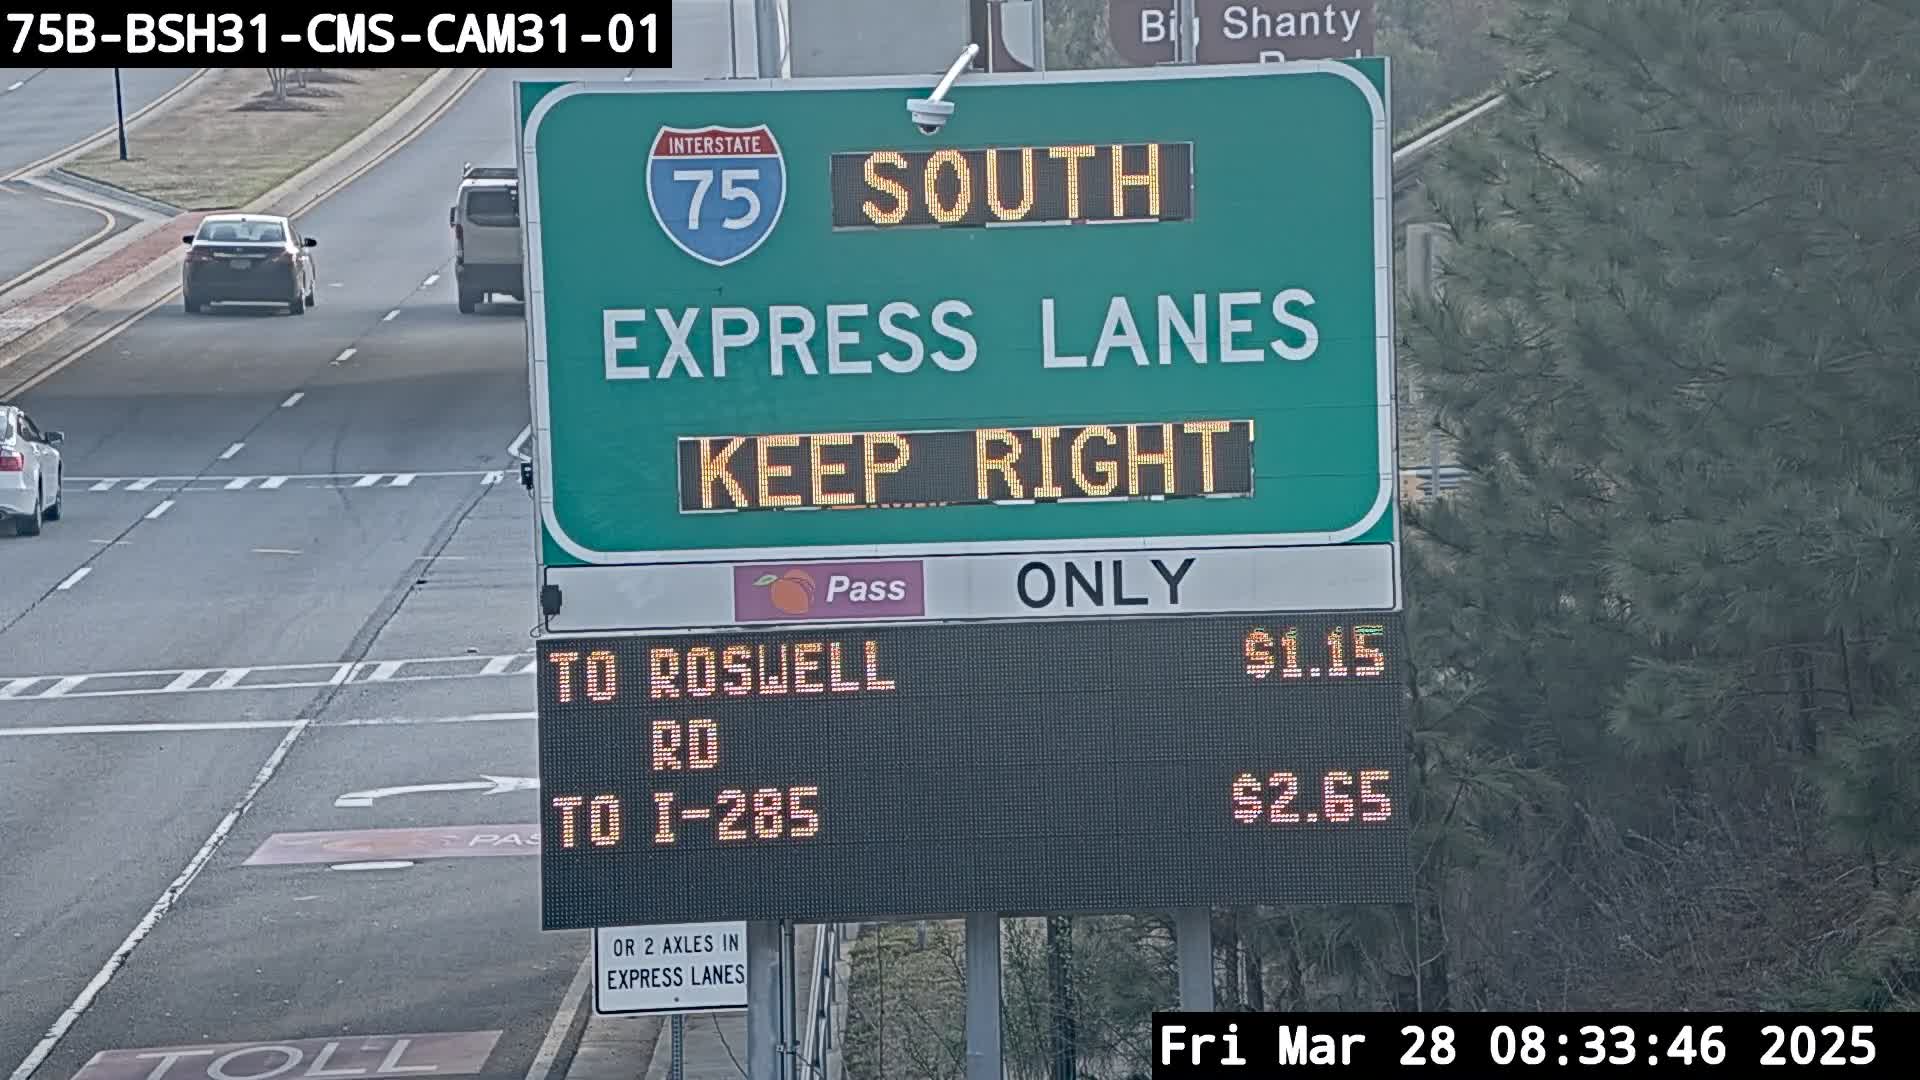 75B-BSH31-CMS-CAM31-01
Big Shanty
INTERSTATE
75
SOUTH
EXPRESS LANES
KEEP RIGHT
Pass ONLY
TO ROSWELL $1.15
RD
TO I-285 $2.65
OR 2 AXLES IN
EXPRESS LANES
TOLL
Fri Mar 28 08:33:46 2025